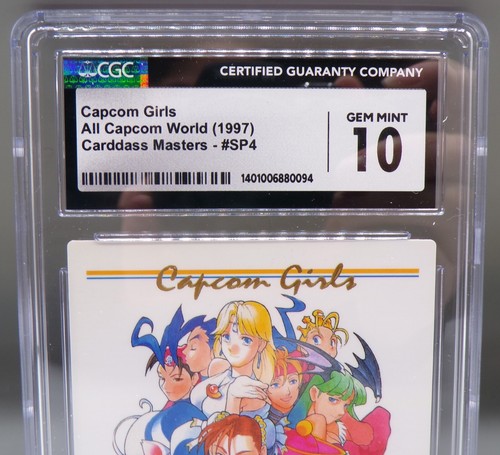 CGC
CERTIFIED GUARANTY COMPANY
Capcom Girls
All Capcom World (1997)
Carddass Masters - #SP4
GEM MINT
10
1401006880094
Capcom Girls